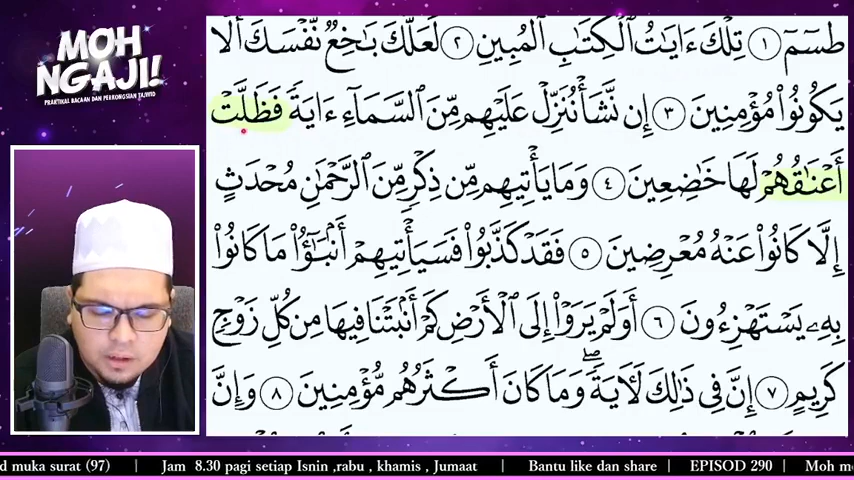 MOH
NGAJI!
PRAKTIKAL BACAAN DAN PERKONGSIAN TAJWID
طسٓمٓ ١ تِلْكَ ءَايَٰتُ ٱلْكِتَٰبِ ٱلْمُبِينِ ٢ لَعَلَّكَ بَٰخِعٌ نَّفْسَكَ أَلَّا
يَكُونُوا۟ مُؤْمِنِينَ ٣ إِن نَّشَأْ نُنَزِّلْ عَلَيْهِم مِّنَ ٱلسَّمَآءِ ءَايَةً فَظَلَّتْ
أَعْنَٰقُهُمْ لَهَا خَٰضِعِينَ ٤ وَمَا يَأْتِيهِم مِّن ذِكْرٍ مِّنَ ٱلرَّحْمَٰنِ مُحْدَثٍ
إِلَّا كَانُوا۟ عَنْهُ مُعْرِضِينَ ٥ فَقَدْ كَذَّبُوا۟ فَسَيَأْتِيهِمْ أَنۢبَٰٓؤُا۟ مَا كَانُوا۟
بِهِۦ يَسْتَهْزِءُونَ ٦ أَوَلَمْ يَرَوْا۟ إِلَى ٱلْأَرْضِ كَمْ أَنۢبَتْنَا فِيهَا مِن كُلِّ زَوْجٍ
كَرِيمٍ ٧ إِنَّ فِى ذَٰلِكَ لَءَايَةً ۖ وَمَا كَانَ أَكْثَرُهُم مُّؤْمِنِينَ ٨ وَإِنَّ
d muka surat (97) | Jam 8.30 pagi setiap Isnin ,rabu , khamis , Jumaat | Bantu like dan share | EPISOD 290 | Moh m